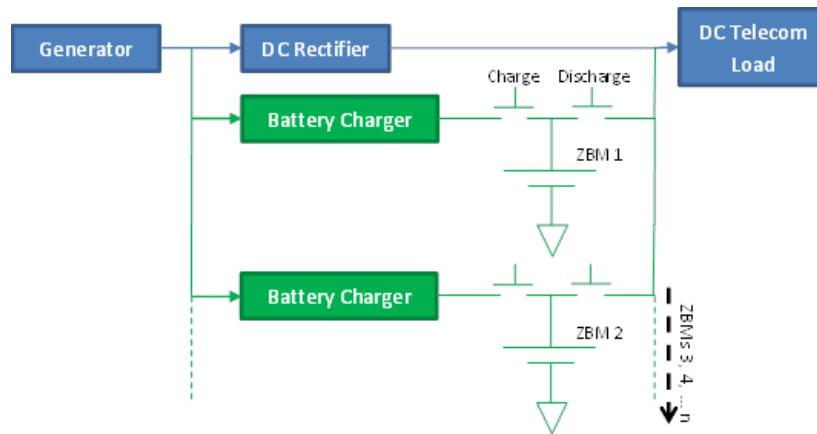 Generator
DC Rectifier
DC Telecom
Load
Charge
Discharge
Battery Charger
ZBM 1
Battery Charger
ZBM 2
ZBMs 3, 4, ... n